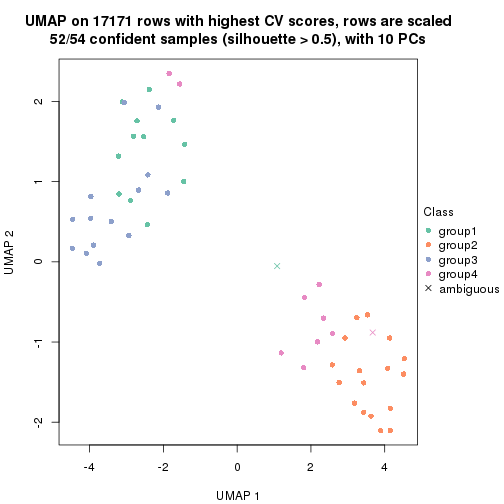 UMAP on 17171 rows with highest CV scores, rows are scaled
52/54 confident samples (silhouette > 0.5), with 10 PCs
2
1
0
-1
-2
UMAP 2
-4
-2
0
2
4
UMAP 1
Class
group1
group2
group3
group4
ambiguous